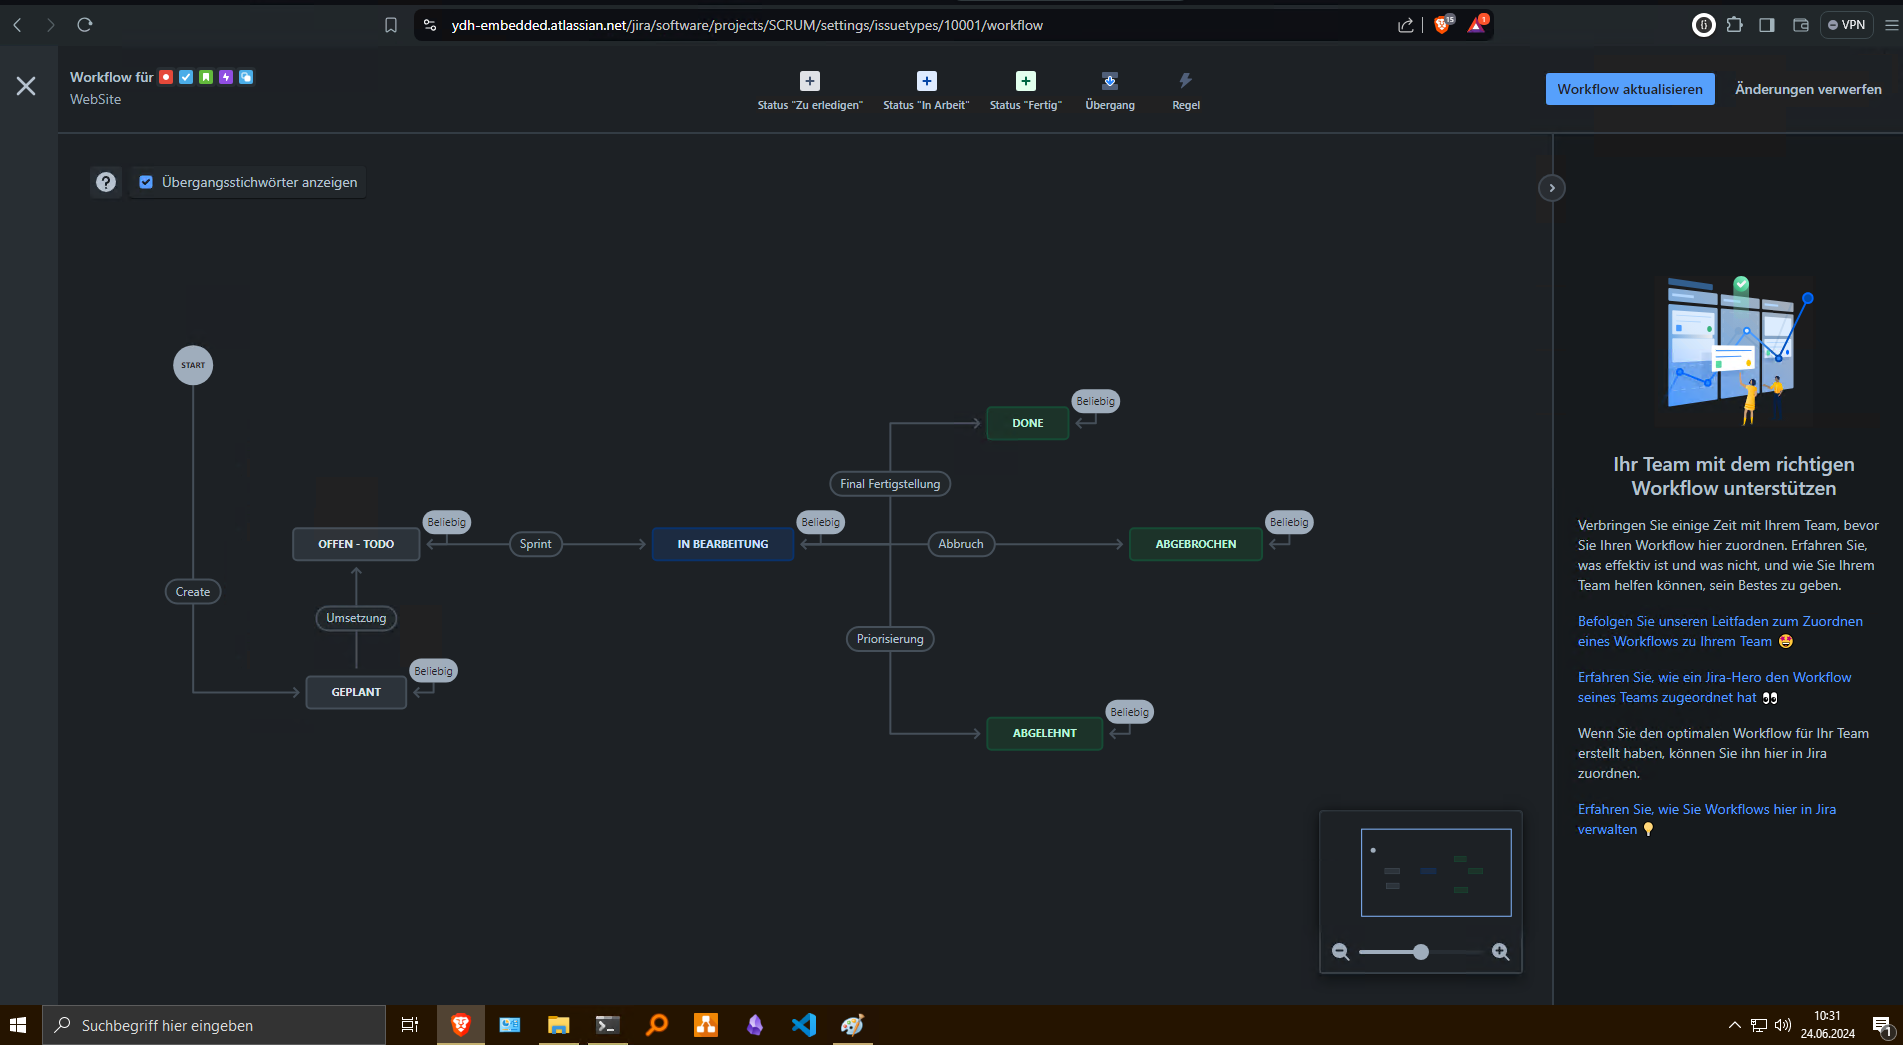 ydh-embedded.atlassian.net/jira/software/projects/SCRUM/settings/issuetypes/10001/workflow
15
1
VPN
Workflow für
WebSite
Status "Zu erledigen"
Status "In Arbeit"
Status "Fertig"
Übergang
Regel
Workflow aktualisieren
Änderungen verwerfen
Übergangsstichwörter anzeigen
START
Beliebig
DONE
Final Fertigstellung
Beliebig
Beliebig
Beliebig
OFFEN - TODO
Sprint
IN BEARBEITUNG
Abbruch
ABGEBROCHEN
Create
Umsetzung
Priorisierung
Beliebig
GEPLANT
Beliebig
ABGELEHNT
Ihr Team mit dem richtigen
Workflow unterstützen
Verbringen Sie einige Zeit mit Ihrem Team, bevor
Sie Ihren Workflow hier zuordnen. Erfahren Sie,
was effektiv ist und was nicht, und wie Sie Ihrem
Team helfen können, sein Bestes zu geben.
Befolgen Sie unseren Leitfaden zum Zuordnen
eines Workflows zu Ihrem Team 🤩
Erfahren Sie, wie ein Jira-Hero den Workflow
seines Teams zugeordnet hat 👀
Wenn Sie den optimalen Workflow für Ihr Team
erstellt haben, können Sie ihn hier in Jira
zuordnen.
Erfahren Sie, wie Sie Workflows hier in Jira
verwalten 💡
Suchbegriff hier eingeben
10:31
24.06.2024
1